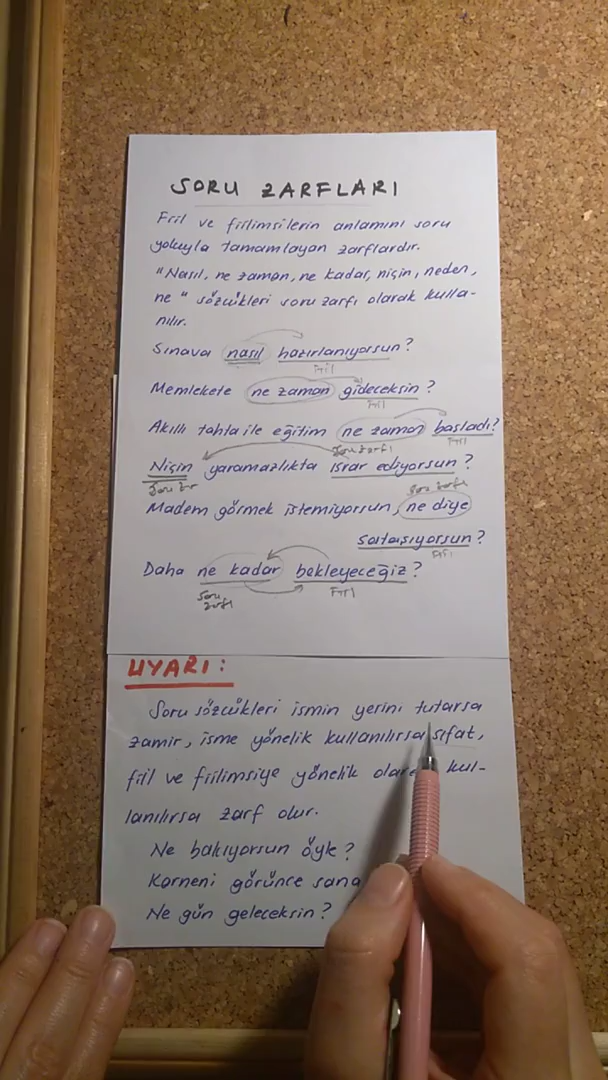 SORU ZARFLARI
Fiil ve fiilimsilerin anlamını soru
yoluyla tamamlayan zarflardır.
"Nasıl, ne zaman, ne kadar, niçin, neden,
ne" sözcükleri soru zarfı olarak kulla-
nılır.
Sınava nasıl hazırlanıyorsun?
Fiil
Memlekete ne zaman gideceksin?
Fiil
Akıllı tahta ile eğitim ne zaman başladı?
Soru zarfı Fiil
Niçin yaramazlıkta ısrar ediyorsun?
Soru zarfı
Madem görmek istemiyorsun, ne diye
sataşıyorsun?
Fiil
Daha ne kadar bekleyeceğiz?
Soru Fiil
zarfı
UYARI:
Soru sözcükleri ismin yerini tutarsa
zamir, isme yönelik kullanılırsa sıfat,
fiil ve fiilimsiye yönelik olarak kul-
lanılırsa zarf olur.
Ne bakıyorsun öyle?
Karneni görünce sana
Ne gün geleceksin?